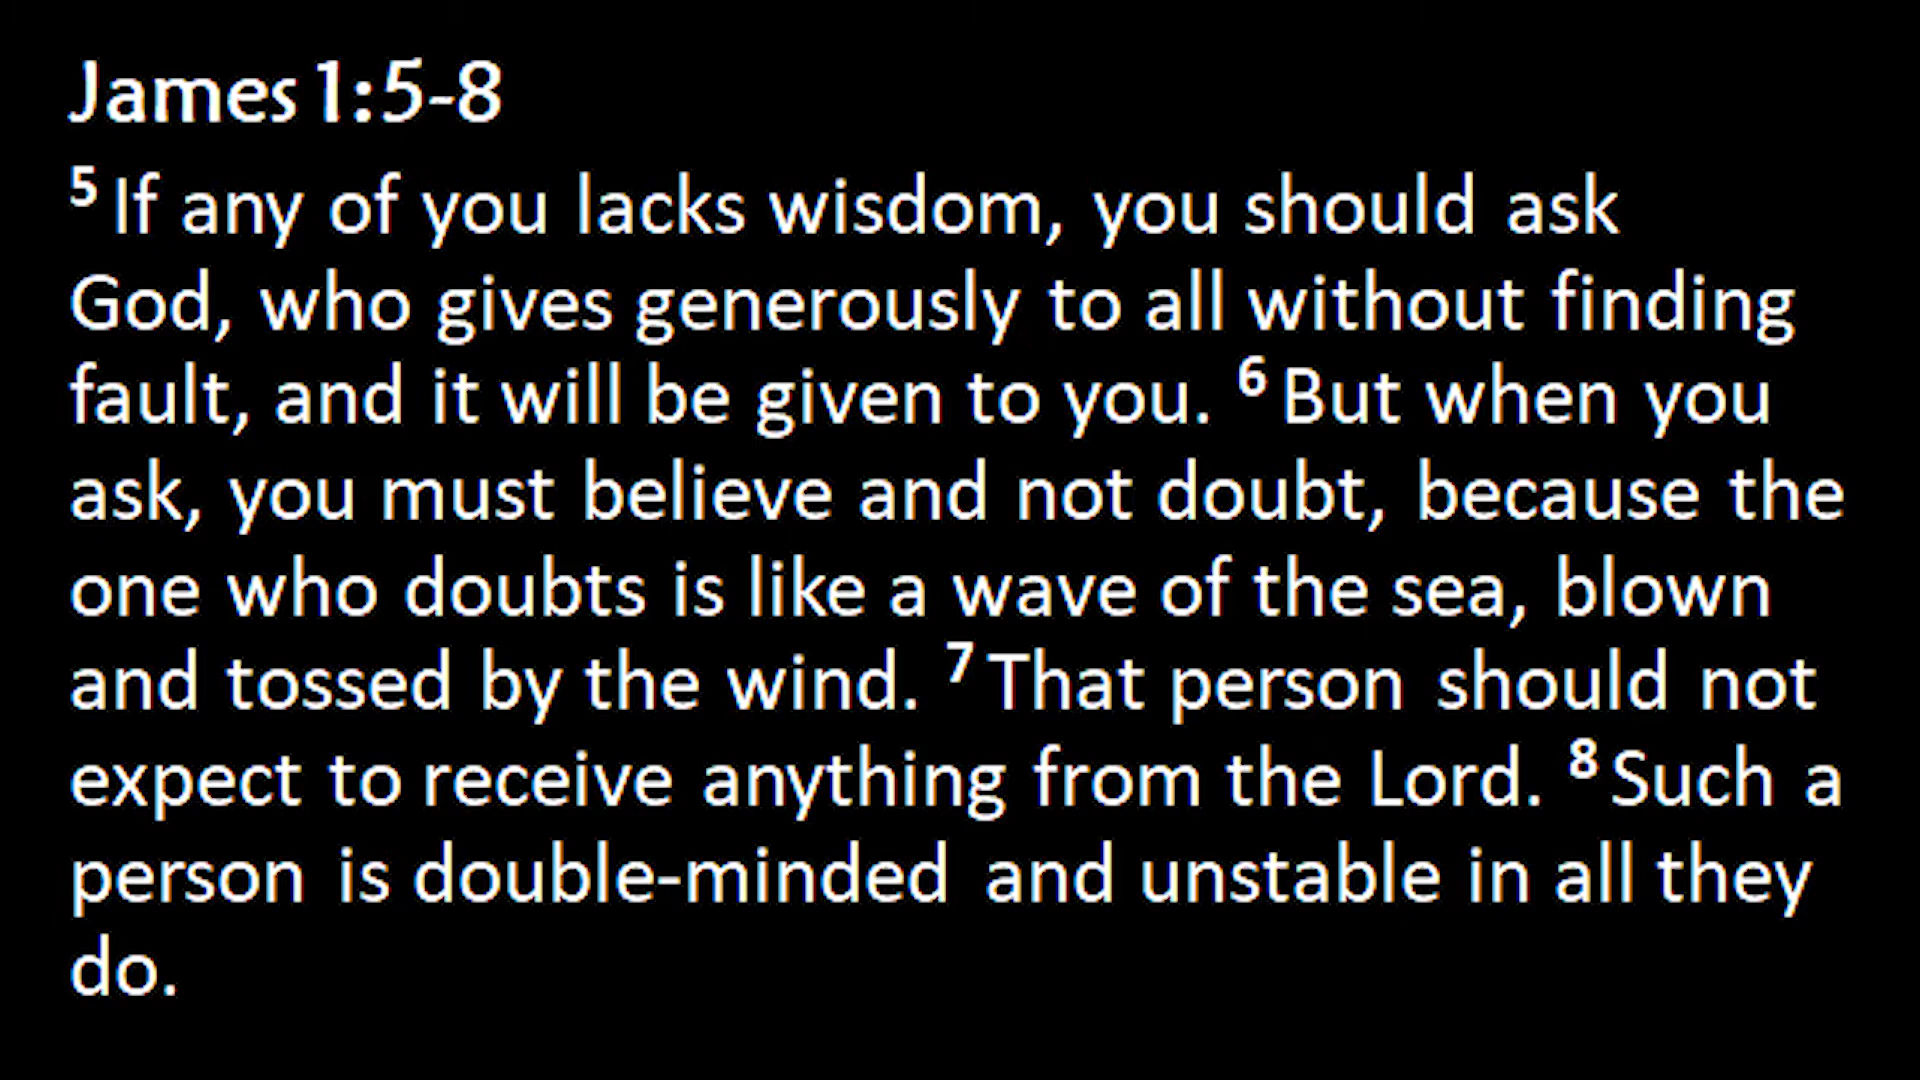 James 1:5-8
5 If any of you lacks wisdom, you should ask
God, who gives generously to all without finding
fault, and it will be given to you. 6 But when you
ask, you must believe and not doubt, because the
one who doubts is like a wave of the sea, blown
and tossed by the wind. 7 That person should not
expect to receive anything from the Lord. 8 Such a
person is double-minded and unstable in all they
do.